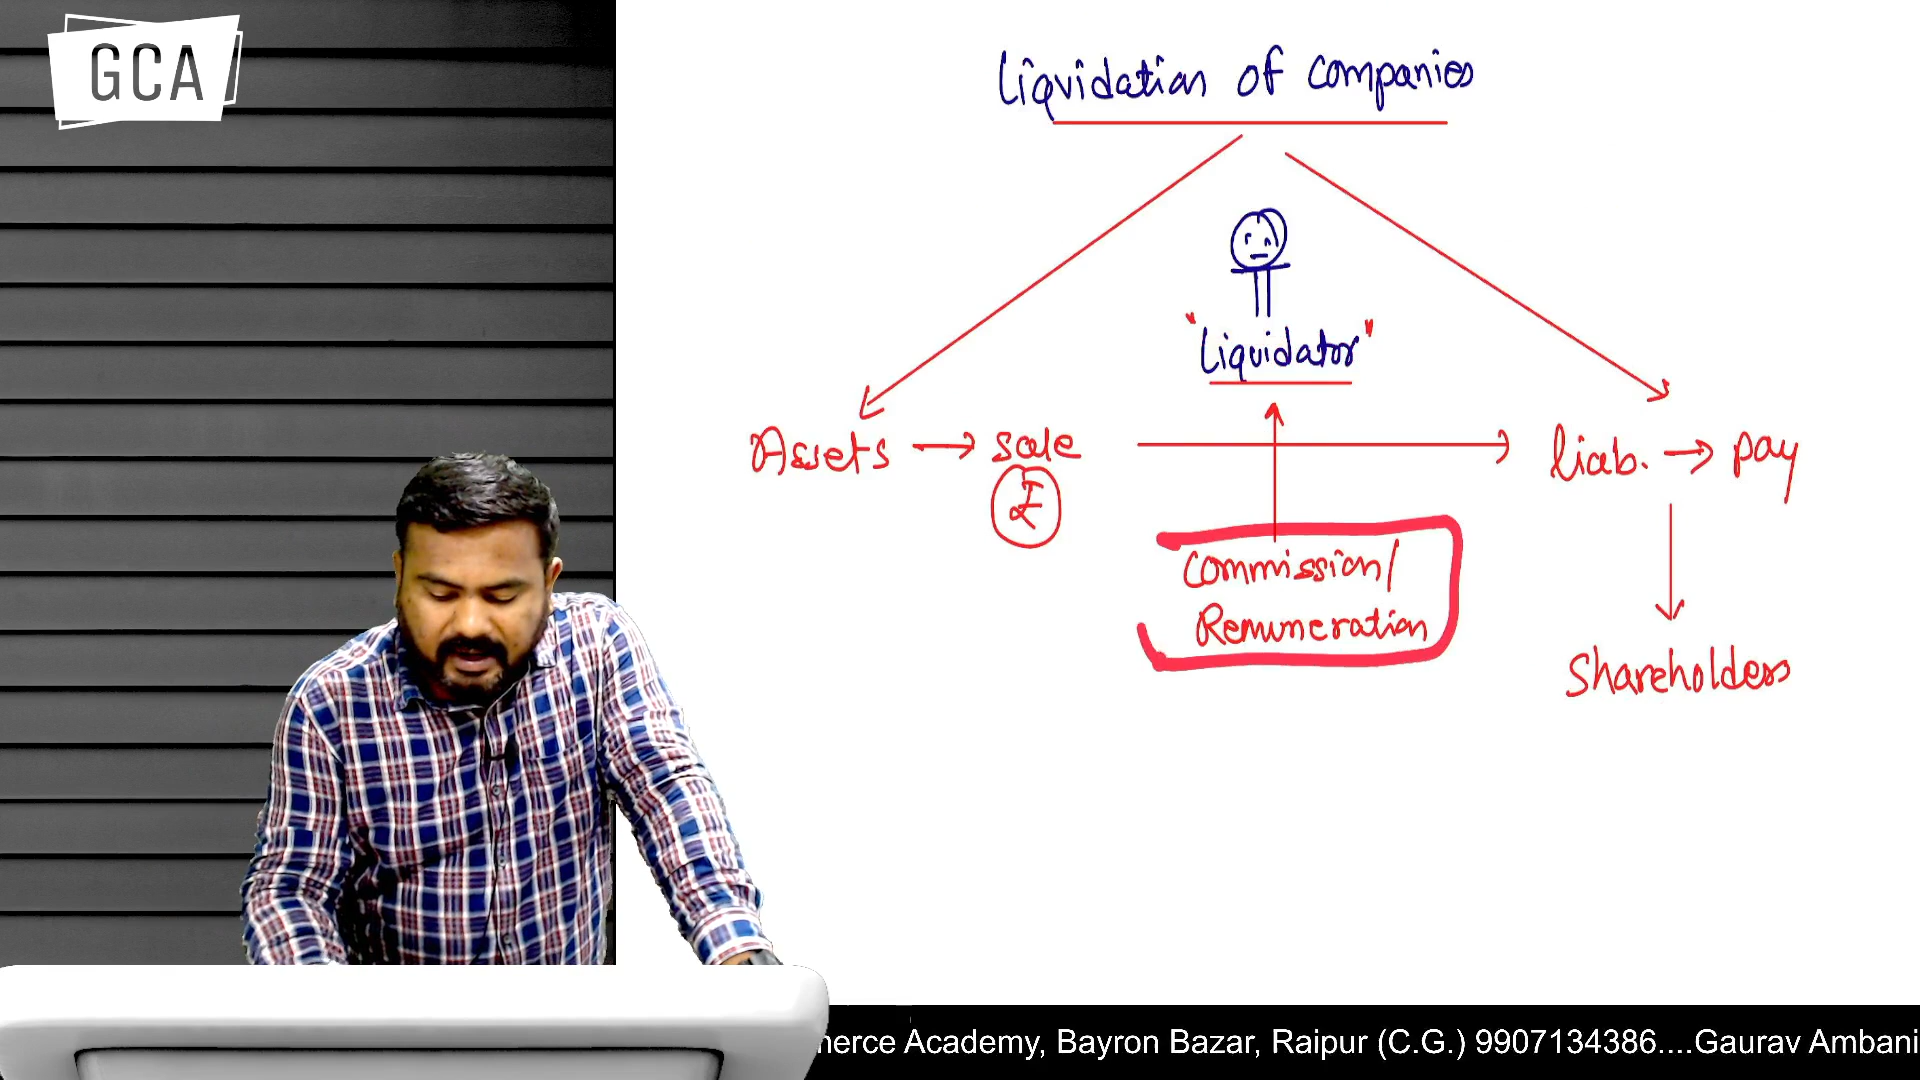 GCA
Liquidation of companies
"Liquidator"
Assets → sale → liab. → pay
Commission/
Remuneration
Shareholders
merce Academy, Bayron Bazar, Raipur (C.G.) 9907134386....Gaurav Ambani